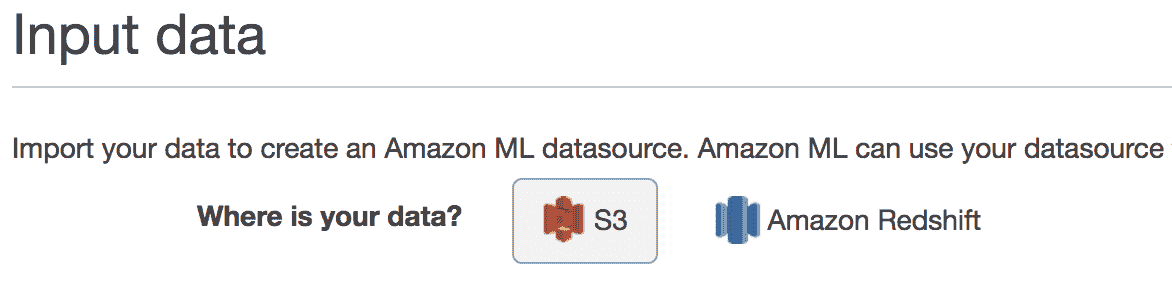 Input data
Import your data to create an Amazon ML datasource. Amazon ML can use your datasource
Where is your data? S3 Amazon Redshift